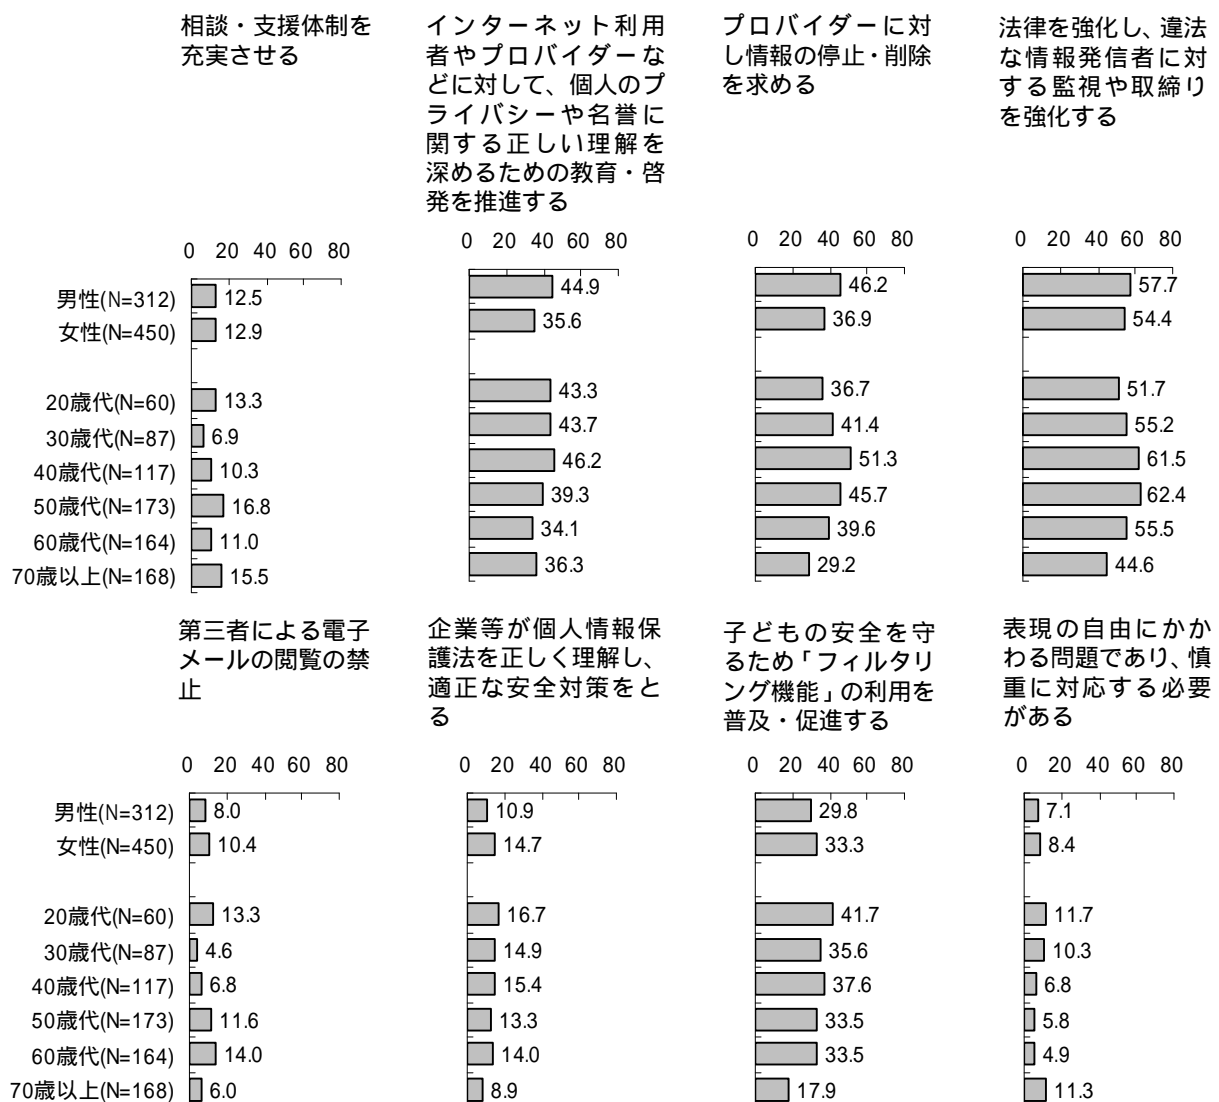 相談・支援体制を
充実させる
インターネット利用
者やプロバイダーな
どに対して、個人のプ
ライバシーや名誉に
関する正しい理解を
深めるための教育・啓
発を推進する
プロバイダーに対
し情報の停止・削除
を求める
法律を強化し、違法
な情報発信者に対
する監視や取締り
を強化する
0 20 40 60 80
0 20 40 60 80
0 20 40 60 80
0 20 40 60 80
男性(N=312) 12.5 44.9 46.2 57.7
女性(N=450) 12.9 35.6 36.9 54.4
20歳代(N=60) 13.3 43.3 36.7 51.7
30歳代(N=87) 6.9 43.7 41.4 55.2
40歳代(N=117) 10.3 46.2 51.3 61.5
50歳代(N=173) 16.8 39.3 45.7 62.4
60歳代(N=164) 11.0 34.1 39.6 55.5
70歳以上(N=168) 15.5 36.3 29.2 44.6
第三者による電子
メールの閲覧の禁
止
企業等が個人情報保
護法を正しく理解し、
適正な安全対策をと
る
子どもの安全を守
るため「フィルタリ
ング機能」の利用を
普及・促進する
表現の自由にかか
わる問題であり、慎
重に対応する必要
がある
0 20 40 60 80
0 20 40 60 80
0 20 40 60 80
0 20 40 60 80
男性(N=312) 8.0 10.9 29.8 7.1
女性(N=450) 10.4 14.7 33.3 8.4
20歳代(N=60) 13.3 16.7 41.7 11.7
30歳代(N=87) 4.6 14.9 35.6 10.3
40歳代(N=117) 6.8 15.4 37.6 6.8
50歳代(N=173) 11.6 13.3 33.5 5.8
60歳代(N=164) 14.0 14.0 33.5 4.9
70歳以上(N=168) 6.0 8.9 17.9 11.3